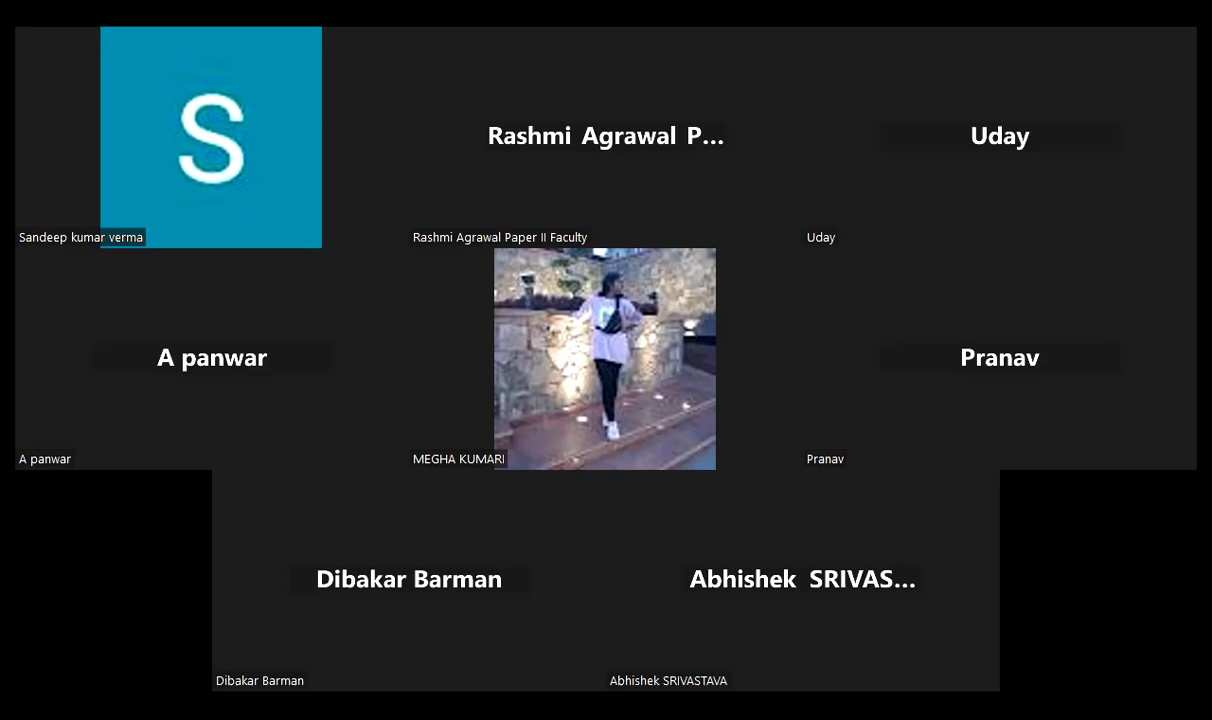 S
Rashmi Agrawal P...
Uday
Sandeep kumar verma
Rashmi Agrawal Paper II Faculty
Uday
A panwar
Pranav
A panwar
MEGHA KUMARI
Pranav
Dibakar Barman
Abhishek SRIVAS...
Dibakar Barman
Abhishek SRIVASTAVA